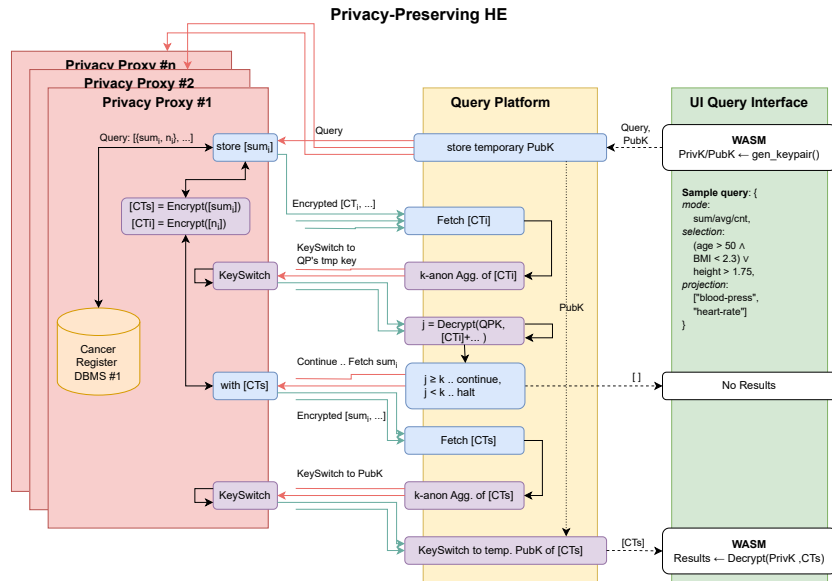 Privacy-Preserving HE
Privacy Proxy #n
Privacy Proxy #2
Privacy Proxy #1
Query Platform
UI Query Interface
Query: [{sumᵢ, nᵢ}, ...]
store [sumᵢ]
Query
store temporary PubK
Query,
PubK
WASM
PrivK/PubK ← gen_keypair()
[CTs] = Encrypt([sumᵢ])
[CTi] = Encrypt([nᵢ])
Encrypted [CTᵢ, ...]
Fetch [CTi]
Sample query: {
mode:
sum/avg/cnt,
selection:
(age > 50 ∧
BMI < 2.3) ∨
height > 1.75,
projection:
["blood-press",
"heart-rate"]
}
KeySwitch to
QP's tmp key
KeySwitch
k-anon Agg. of [CTi]
PubK
j = Decrypt(QPK,
[CTi]+... )
Cancer
Register
DBMS #1
Continue .. Fetch sumᵢ
with [CTs]
j ≥ k .. continue,
j < k .. halt
[ ]
No Results
Encrypted [sumᵢ, ...]
Fetch [CTs]
KeySwitch to PubK
KeySwitch
k-anon Agg. of [CTs]
KeySwitch to temp. PubK of [CTs]
[CTs]
WASM
Results ← Decrypt(PrivK ,CTs)